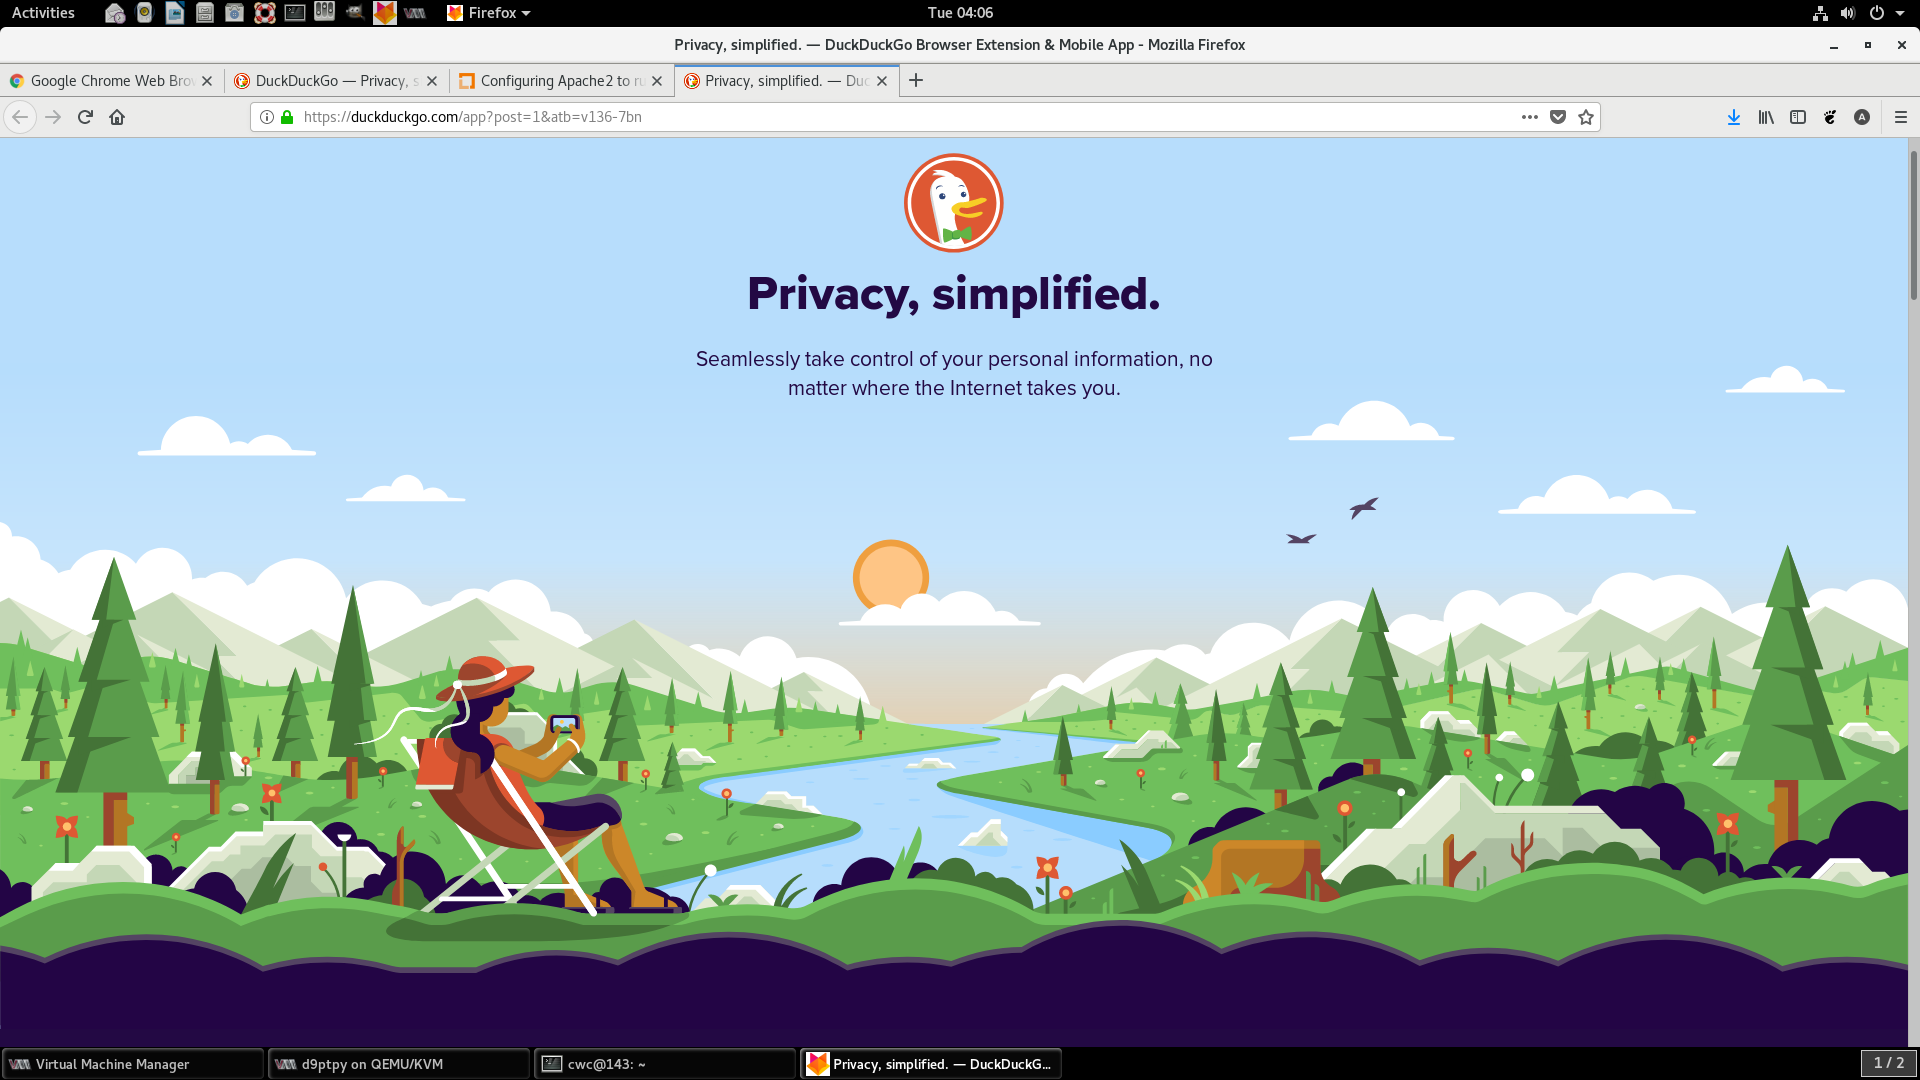 Activities
Firefox
Tue 04:06
Privacy, simplified. — DuckDuckGo Browser Extension & Mobile App - Mozilla Firefox
Google Chrome Web Brow
DuckDuckGo — Privacy, s
Configuring Apache2 to ru
Privacy, simplified. — Duc
https://duckduckgo.com/app?post=1&atb=v136-7bn
A
Privacy, simplified.
Seamlessly take control of your personal information, no
matter where the Internet takes you.
Virtual Machine Manager
d9ptpy on QEMU/KVM
cwc@143: ~
Privacy, simplified. — DuckDuckG...
1 / 2